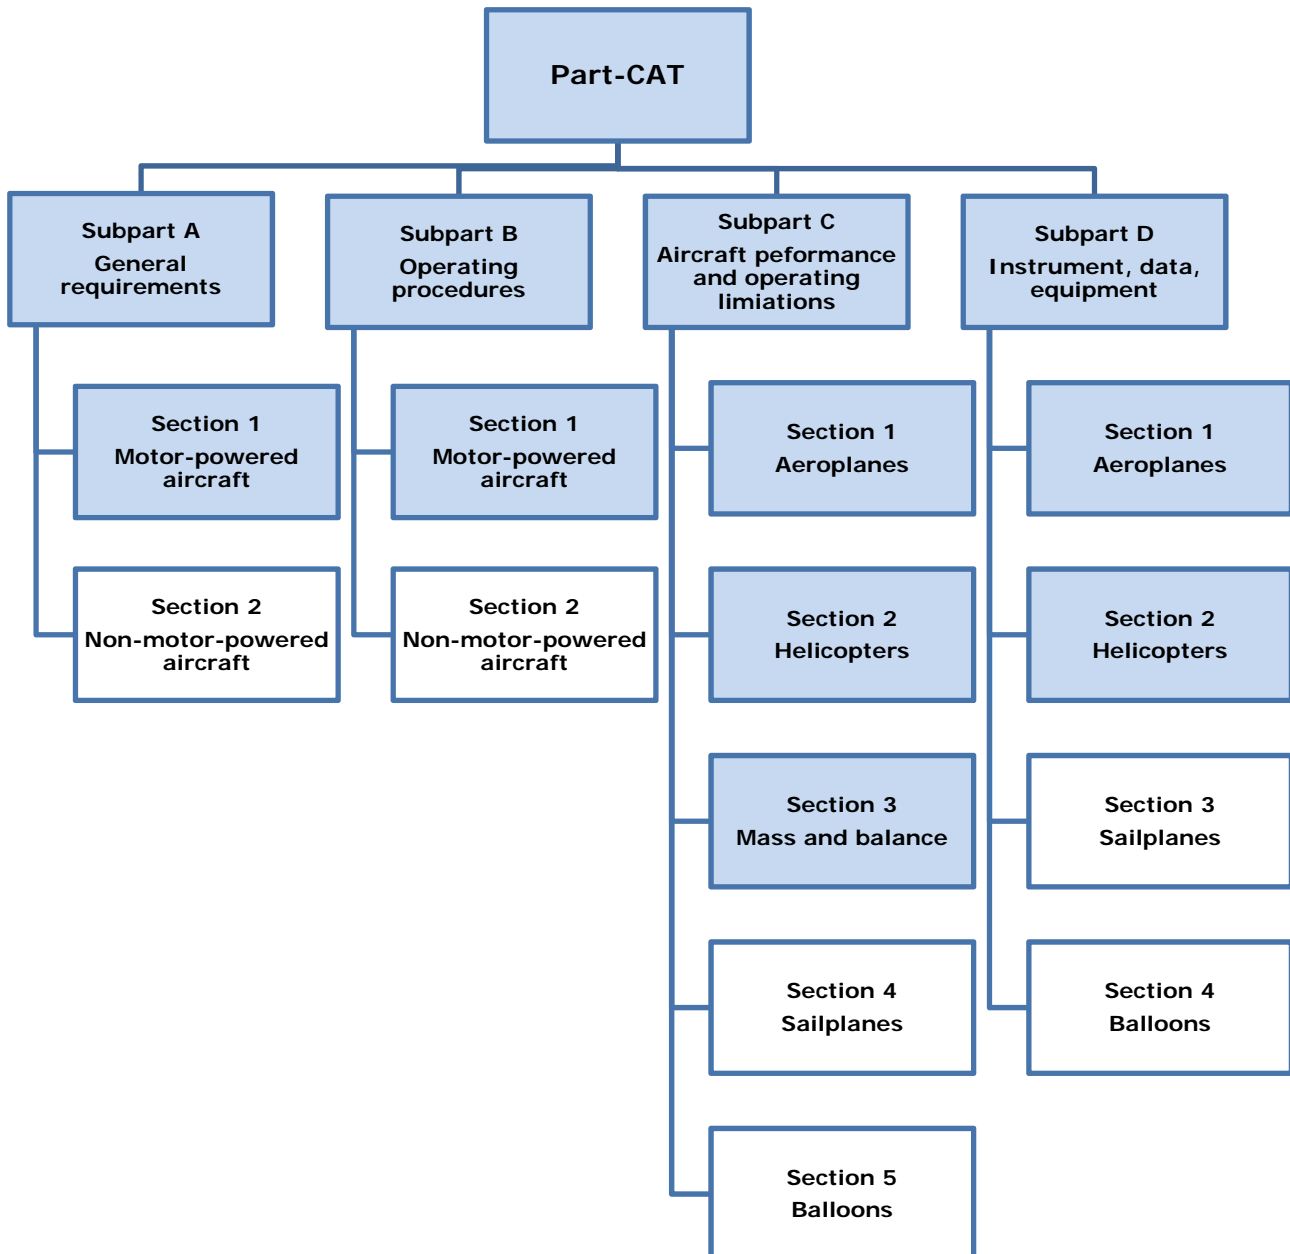 Part-CAT
Subpart A
General
requirements
Section 1
Motor-powered
aircraft
Section 2
Non-motor-powered
aircraft
Subpart B
Operating
procedures
Section 1
Motor-powered
aircraft
Section 2
Non-motor-powered
aircraft
Subpart C
Aircraft peformance
and operating
limiations
Section 1
Aeroplanes
Section 2
Helicopters
Section 3
Mass and balance
Section 4
Sailplanes
Section 5
Balloons
Subpart D
Instrument, data,
equipment
Section 1
Aeroplanes
Section 2
Helicopters
Section 3
Sailplanes
Section 4
Balloons